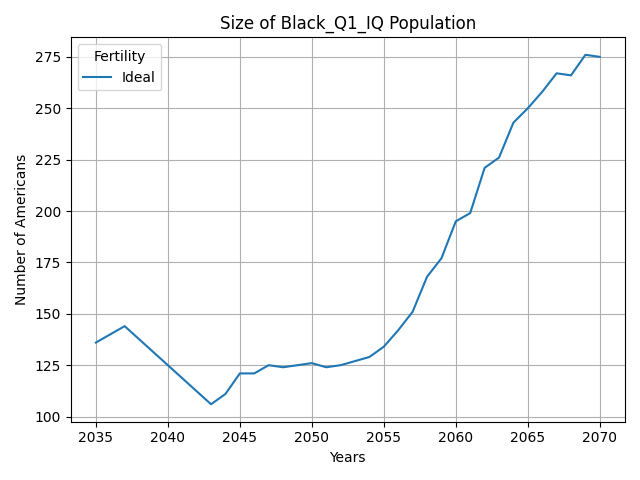 Size of Black_Q1_IQ Population
Fertility
Ideal
Number of Americans
275
250
225
200
175
150
125
100
2035 2040 2045 2050 2055 2060 2065 2070
Years